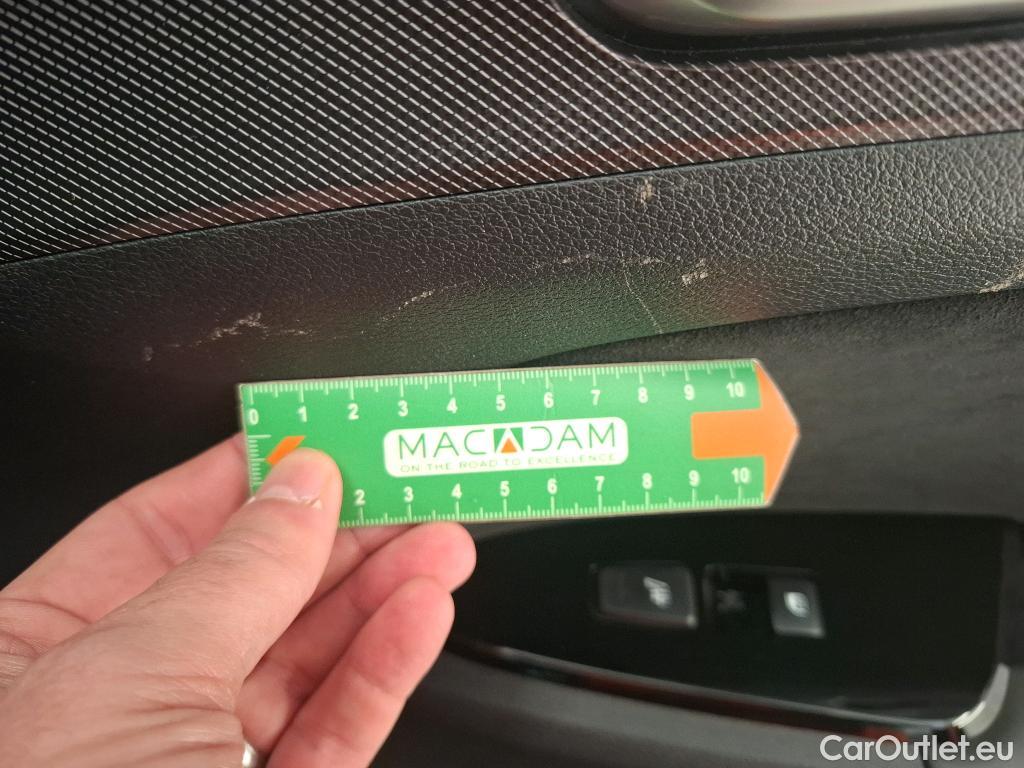 0 1 2 3 4 5 6 7 8 9 10
MACADAM
ON THE ROAD TO EXCELLENCE
2 3 4 5 6 7 8 9 10
CarOutlet.eu